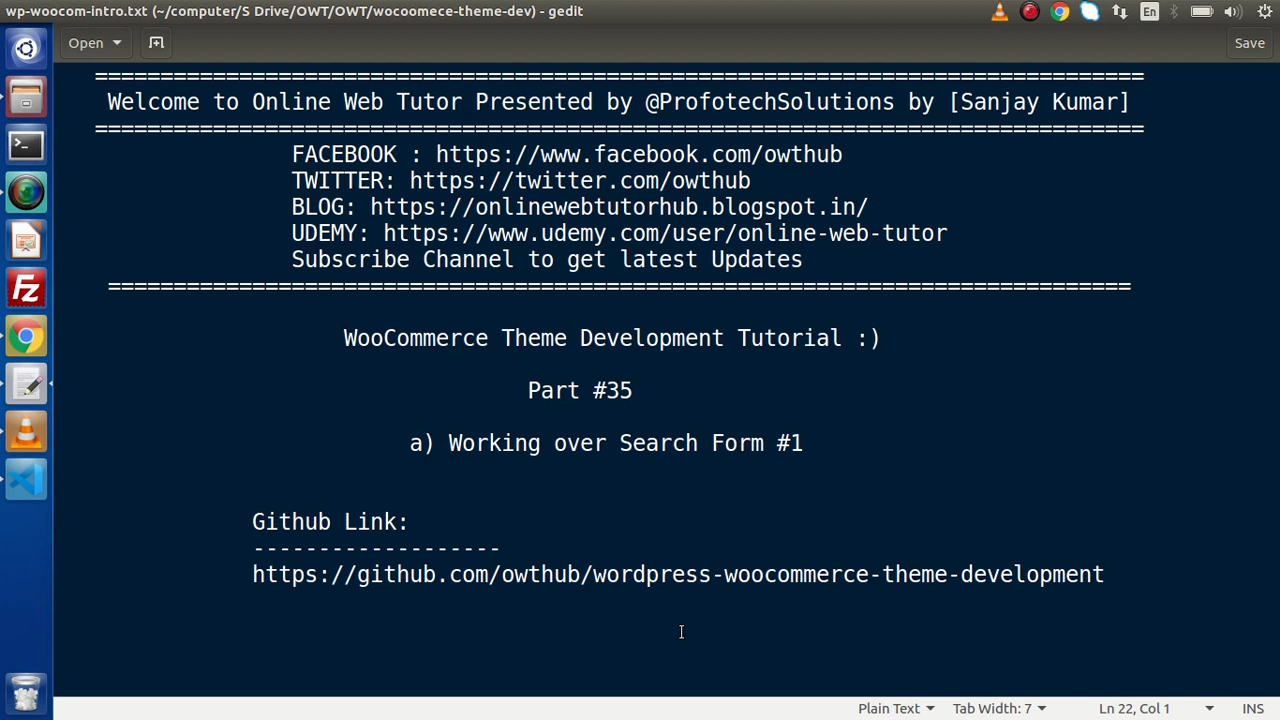 wp-woocom-intro.txt (~/computer/S Drive/OWT/OWT/wocoomece-theme-dev) - gedit
En
Open
Save
================================================================================
Welcome to Online Web Tutor Presented by @ProfotechSolutions by [Sanjay Kumar]
================================================================================
FACEBOOK : https://www.facebook.com/owthub
TWITTER: https://twitter.com/owthub
BLOG: https://onlinewebtutorhub.blogspot.in/
UDEMY: https://www.udemy.com/user/online-web-tutor
Subscribe Channel to get latest Updates
==============================================================================
WooCommerce Theme Development Tutorial :)
Part #35
a) Working over Search Form #1
Github Link:
-------------------
https://github.com/owthub/wordpress-woocommerce-theme-development
Plain Text
Tab Width: 7
Ln 22, Col 1
INS